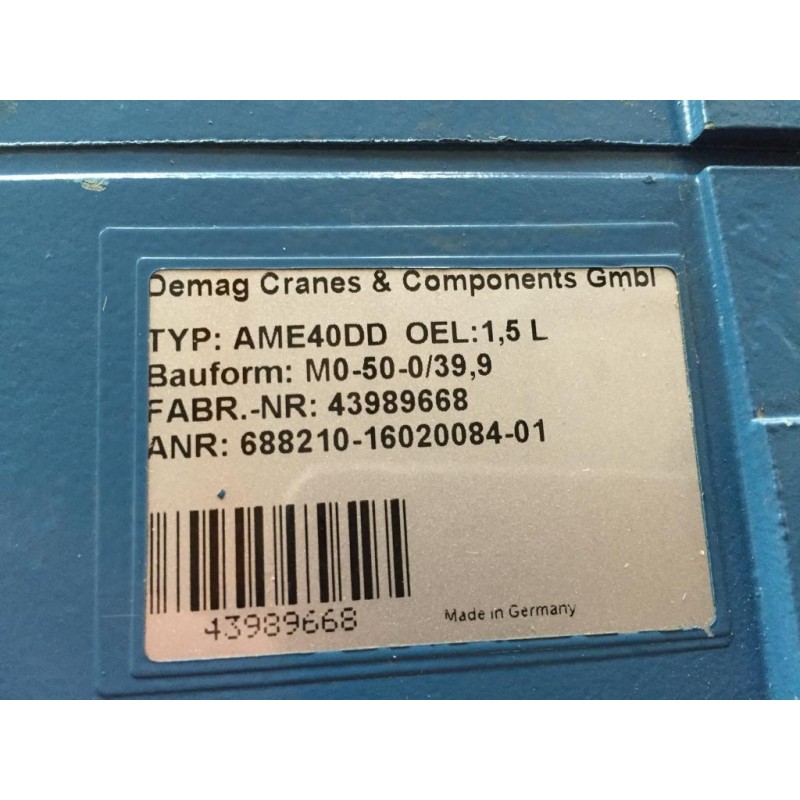 Demag Cranes & Components Gmbl
TYP: AME40DD OEL:1,5 L
Bauform: M0-50-0/39,9
FABR.-NR: 43989668
ANR: 688210-16020084-01
43989668
Made in Germany